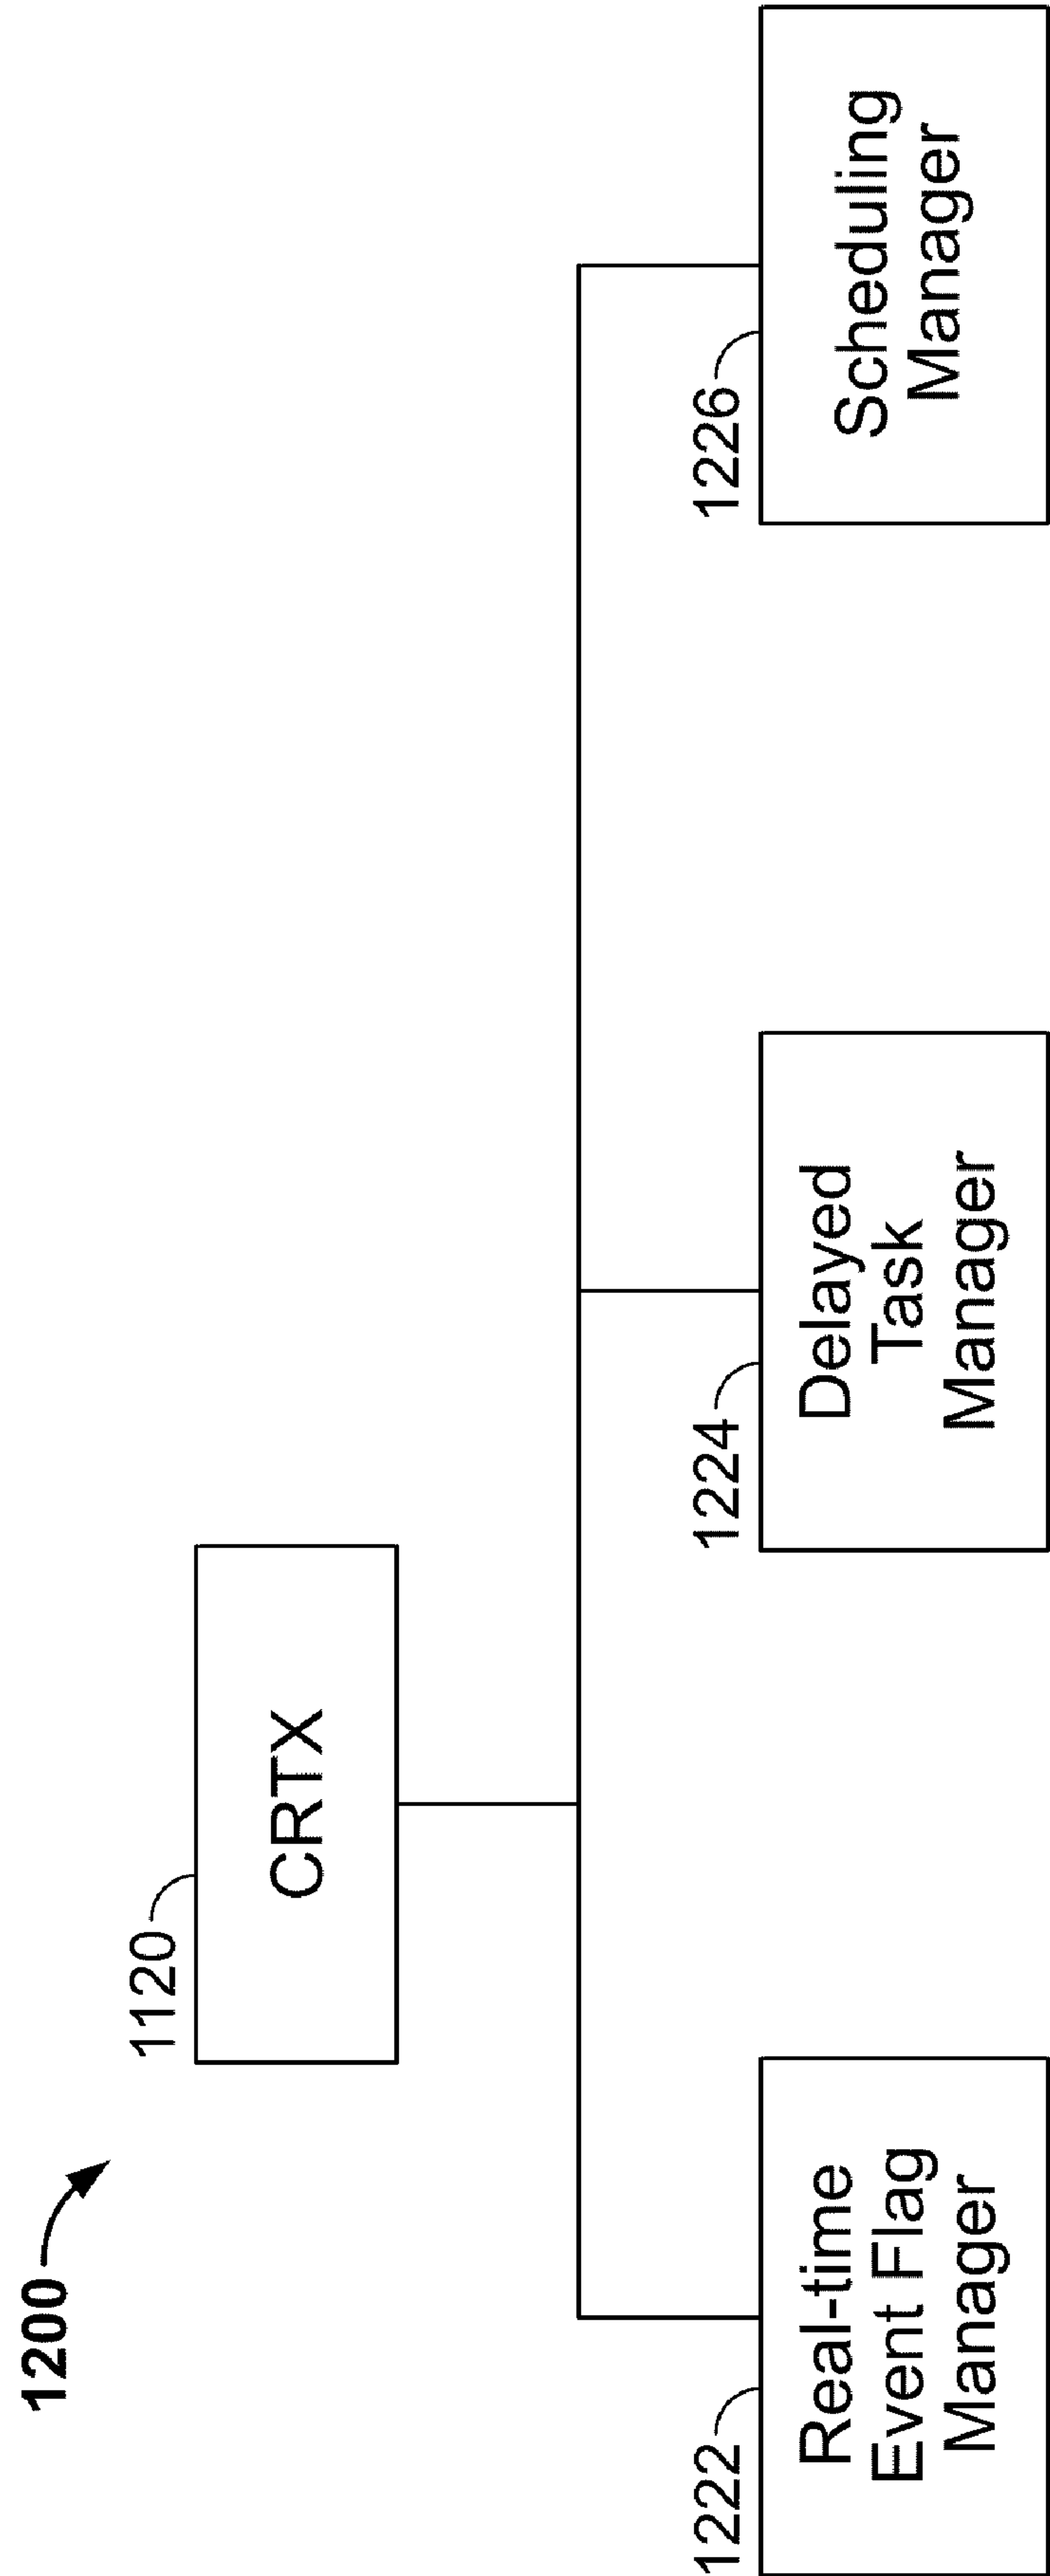 1200
1120
CRTX
1222
Real-time
Event Flag
Manager
1224
Delayed
Task
Manager
1226
Scheduling
Manager